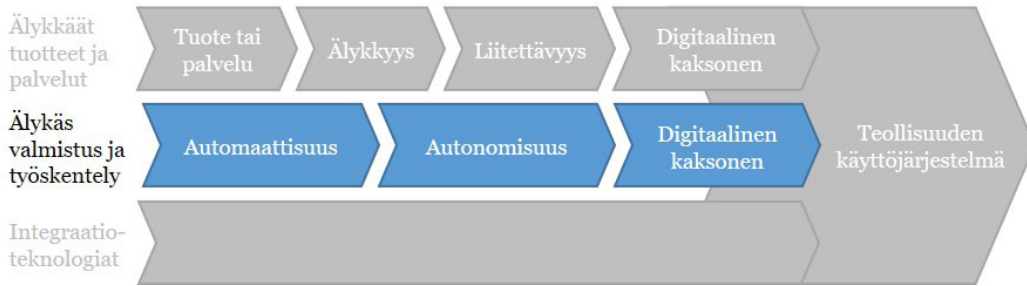 Älykkäät
tuotteet ja
palvelut
Tuote tai
palvelu
Älykkyys
Liitettävyys
Digitaalinen
kaksonen
Älykäs
valmistus ja
työskentely
Automaattisuus
Autonomisuus
Digitaalinen
kaksonen
Teollisuuden
käyttöjärjestelmä
Integraatio-
teknologiat